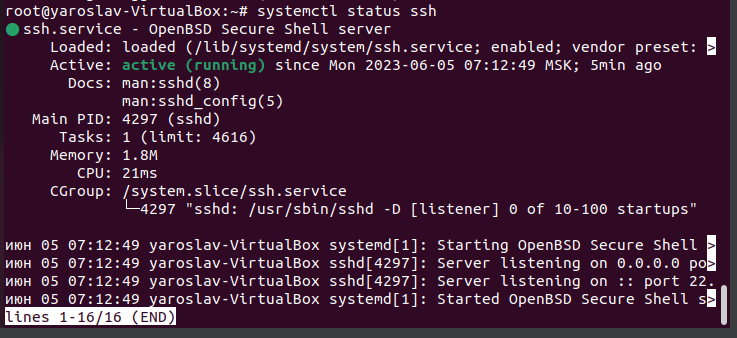 root@yaroslav-VirtualBox:~# systemctl status ssh
● ssh.service - OpenBSD Secure Shell server
     Loaded: loaded (/lib/systemd/system/ssh.service; enabled; vendor preset: >
     Active: active (running) since Mon 2023-06-05 07:12:49 MSK; 5min ago
       Docs: man:sshd(8)
             man:sshd_config(5)
   Main PID: 4297 (sshd)
      Tasks: 1 (limit: 4616)
     Memory: 1.8M
        CPU: 21ms
     CGroup: /system.slice/ssh.service
             └─4297 "sshd: /usr/sbin/sshd -D [listener] 0 of 10-100 startups"

июн 05 07:12:49 yaroslav-VirtualBox systemd[1]: Starting OpenBSD Secure Shell >
июн 05 07:12:49 yaroslav-VirtualBox sshd[4297]: Server listening on 0.0.0.0 po>
июн 05 07:12:49 yaroslav-VirtualBox sshd[4297]: Server listening on :: port 22.
июн 05 07:12:49 yaroslav-VirtualBox systemd[1]: Started OpenBSD Secure Shell s>
lines 1-16/16 (END)